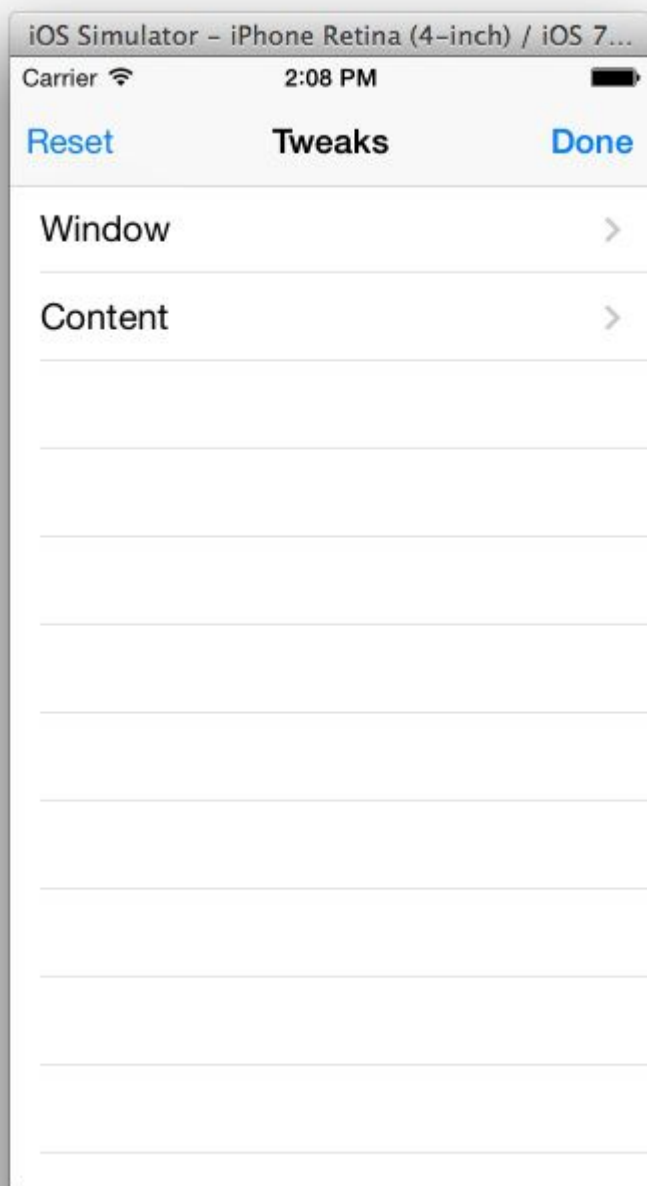 iOS Simulator – iPhone Retina (4-inch) / iOS 7...
Carrier 2:08 PM
Reset Tweaks Done
Window
Content